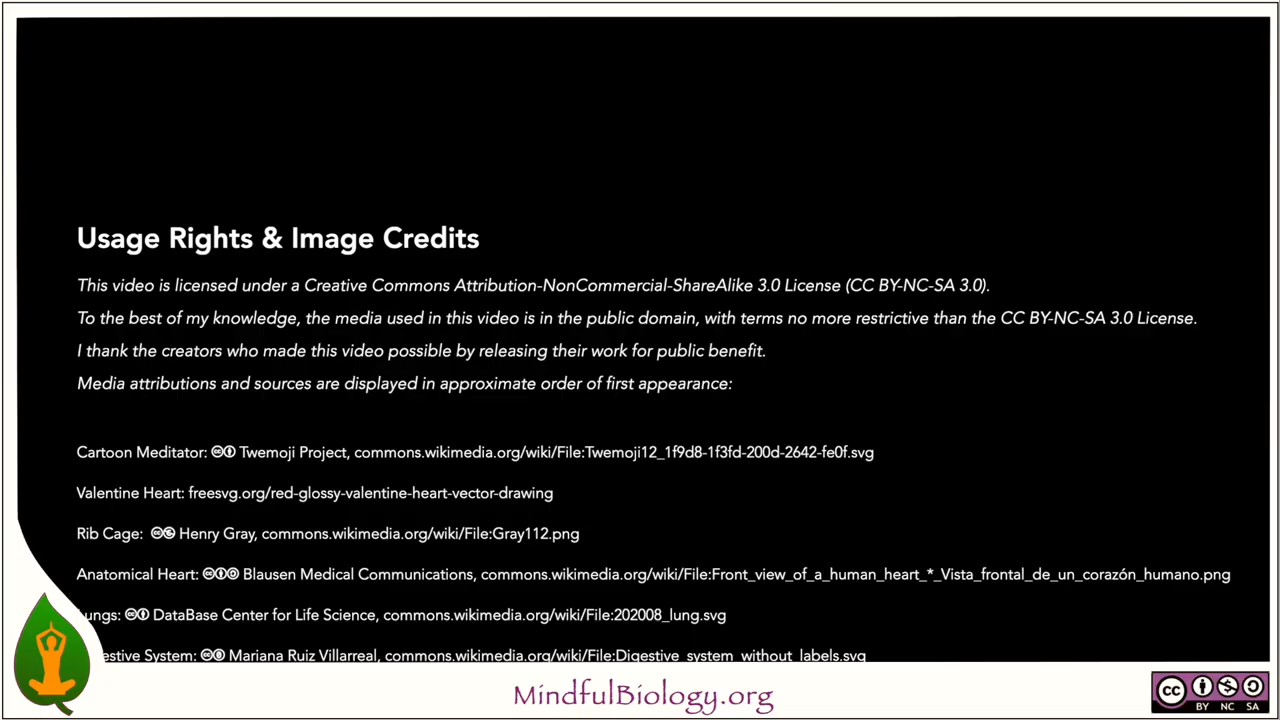 Usage Rights & Image Credits
This video is licensed under a Creative Commons Attribution-NonCommercial-ShareAlike 3.0 License (CC BY-NC-SA 3.0).
To the best of my knowledge, the media used in this video is in the public domain, with terms no more restrictive than the CC BY-NC-SA 3.0 License.
I thank the creators who made this video possible by releasing their work for public benefit.
Media attributions and sources are displayed in approximate order of first appearance:
Cartoon Meditator: Twemoji Project, commons.wikimedia.org/wiki/File:Twemoji12_1f9d8-1f3fd-200d-2642-fe0f.svg
Valentine Heart: freesvg.org/red-glossy-valentine-heart-vector-drawing
Rib Cage: Henry Gray, commons.wikimedia.org/wiki/File:Gray112.png
Anatomical Heart: Blausen Medical Communications, commons.wikimedia.org/wiki/File:Front_view_of_a_human_heart_*_Vista_frontal_de_un_corazón_humano.png
ungs: DataBase Center for Life Science, commons.wikimedia.org/wiki/File:202008_lung.svg
estive System: Mariana Ruiz Villarreal, commons.wikimedia.org/wiki/File:Digestive_system_without_labels.svg
MindfulBiology.org
cc BY NC SA